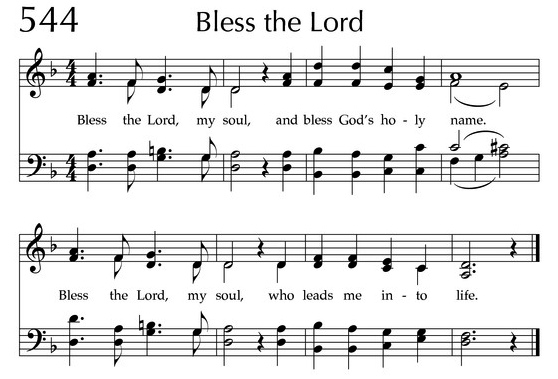 544
Bless the Lord
Bless the Lord, my soul, and bless God's ho - ly name.
Bless the Lord, my soul, who leads me in - to life.